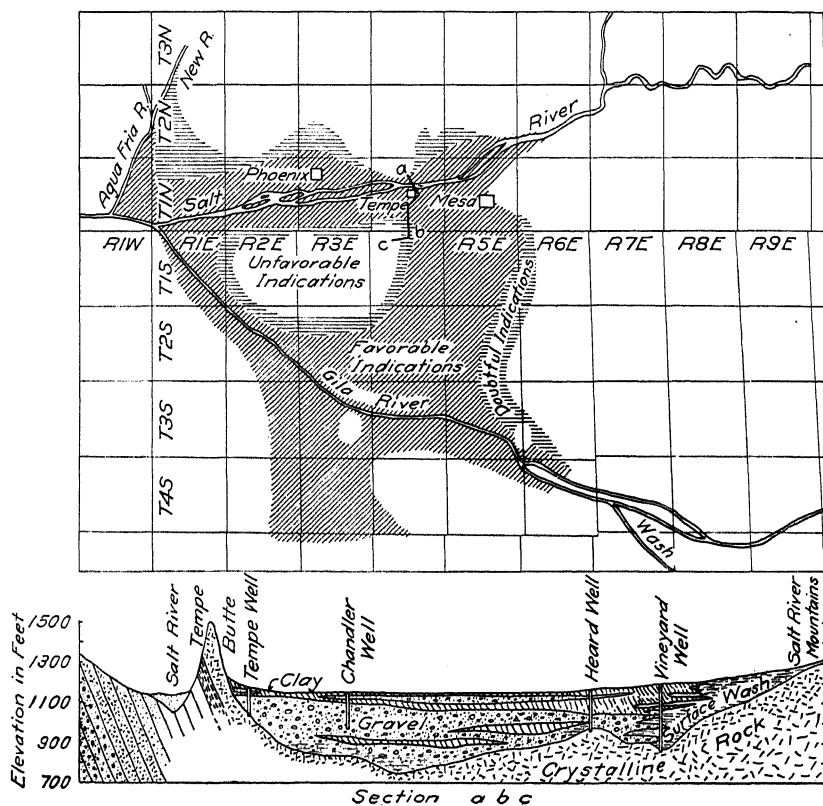 T3N
New R.
Aqua Fria R.
T2N
River
Phoenix
a
T1N
Salt
Tempe
Mesa
c
b
R1W
R1E
R2E
R3E
R5E
R6E
R7E
R8E
R9E
T1S
Unfavorable
Indications
T2S
Favorable
Indications
Doubtful Indications
Gila
River
T3S
T4S
Wash
Elevation in Feet
1500
1300
1100
900
700
Salt River
Tempe
Butte
Tempe Well
Chandler
Well
Heard Well
Vineyard
Well
Salt River
Mountains
Clay
Gravel
Surface Wash
Crystalline
Rock
Section a b c